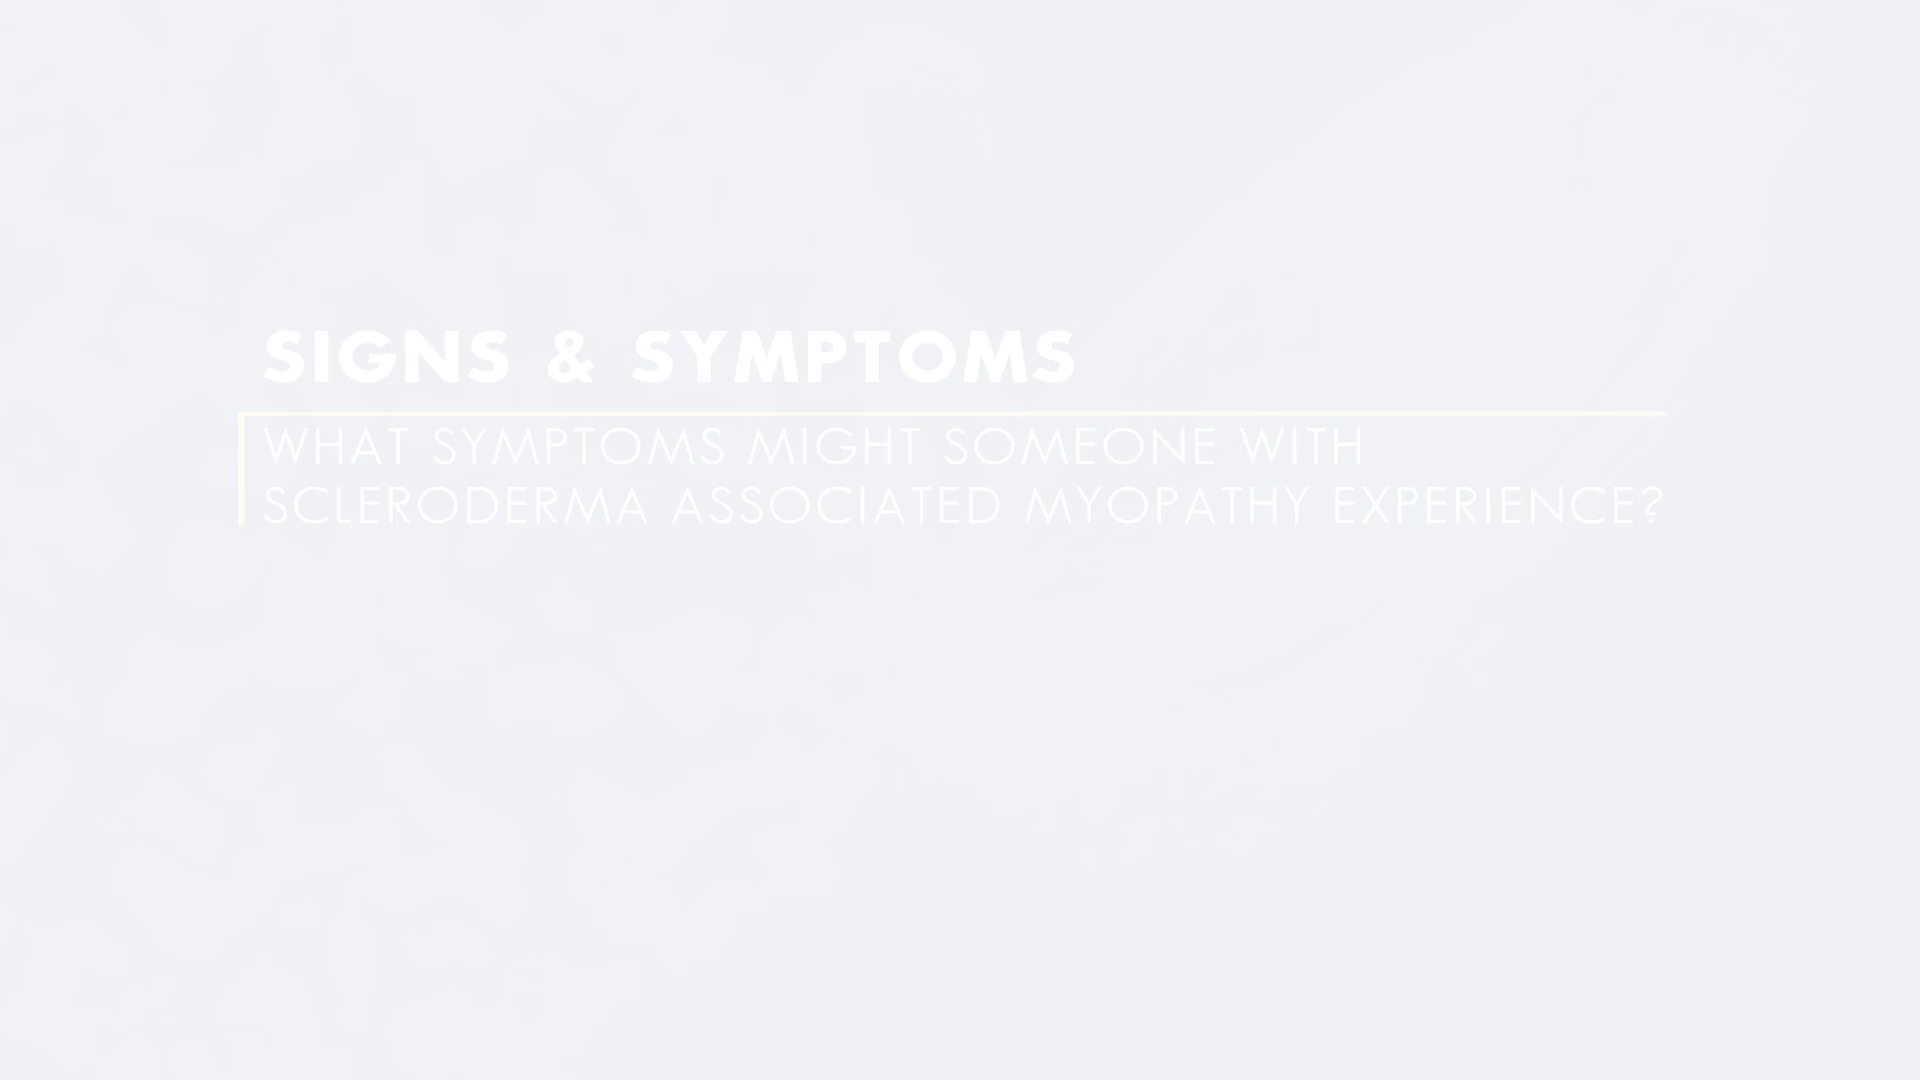 SIGNS & SYMPTOMS
WHAT SYMPTOMS MIGHT SOMEONE WITH
SCLERODERMA ASSOCIATED MYOPATHY EXPERIENCE?